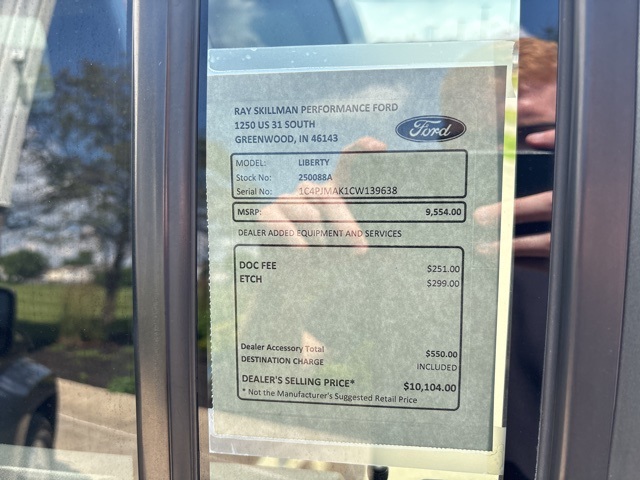 RAY SKILLMAN PERFORMANCE FORD
1250 US 31 SOUTH
GREENWOOD, IN 46143
Ford
MODEL: LIBERTY
Stock No: 250088A
Serial No: 1C4PJMAK1CW139638
MSRP: 9,554.00
DEALER ADDED EQUIPMENT AND SERVICES
DOC FEE $251.00
ETCH $299.00
Dealer Accessory Total $550.00
DESTINATION CHARGE INCLUDED
DEALER'S SELLING PRICE* $10,104.00
* Not the Manufacturer's Suggested Retail Price